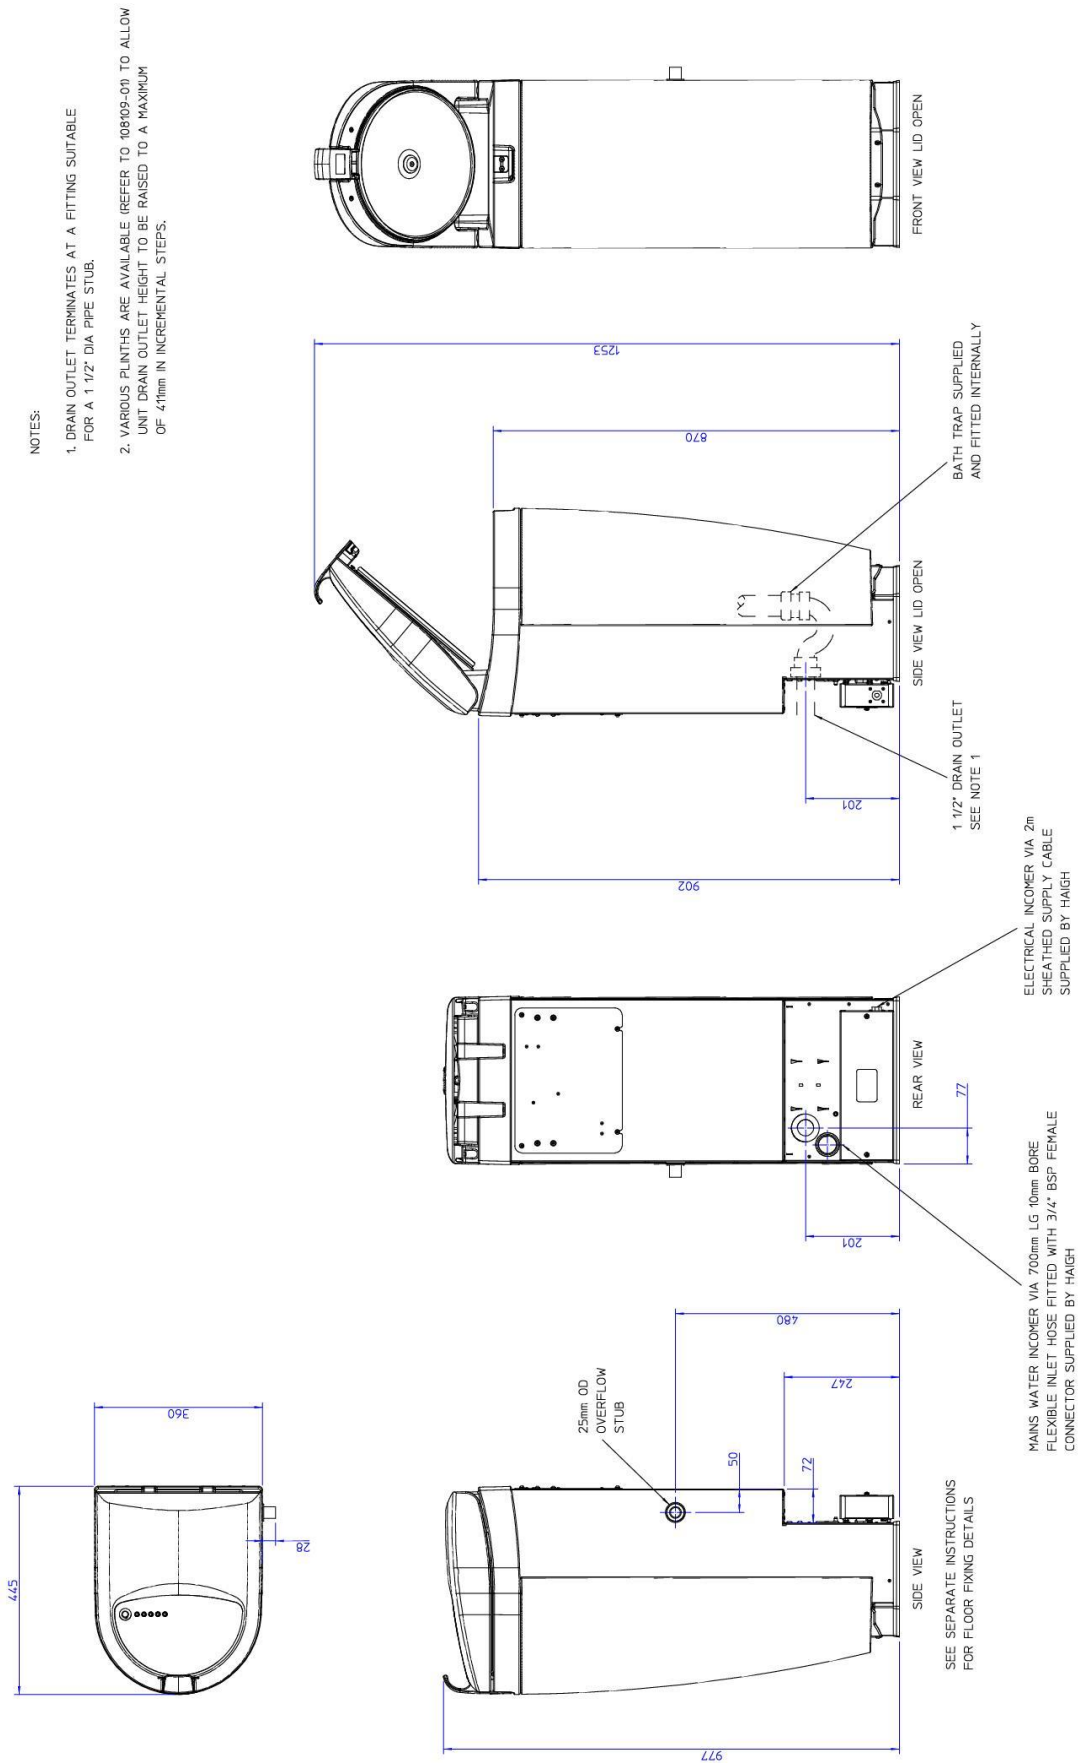 NOTES:
1. DRAIN OUTLET TERMINATES AT A FITTING SUITABLE
FOR A 1 1/2" DIA PIPE STUB.
2. VARIOUS PLINTHS ARE AVAILABLE (REFER TO 108109-01) TO ALLOW
UNIT DRAIN OUTLET HEIGHT TO BE RAISED TO A MAXIMUM
OF 411mm IN INCREMENTAL STEPS.
445
360
28
977
25mm OD
OVERFLOW
STUB
50
72
480
247
SIDE VIEW
SEE SEPARATE INSTRUCTIONS
FOR FLOOR FIXING DETAILS
201
77
REAR VIEW
MAINS WATER INCOMER VIA 700mm LG 10mm BORE
FLEXIBLE INLET HOSE FITTED WITH 3/4" BSP FEMALE
CONNECTOR SUPPLIED BY HAIGH
ELECTRICAL INCOMER VIA 2m
SHEATHED SUPPLY CABLE
SUPPLIED BY HAIGH
902
201
1 1/2" DRAIN OUTLET
SEE NOTE 1
SIDE VIEW LID OPEN
870
1253
BATH TRAP SUPPLIED
AND FITTED INTERNALLY
FRONT VIEW LID OPEN